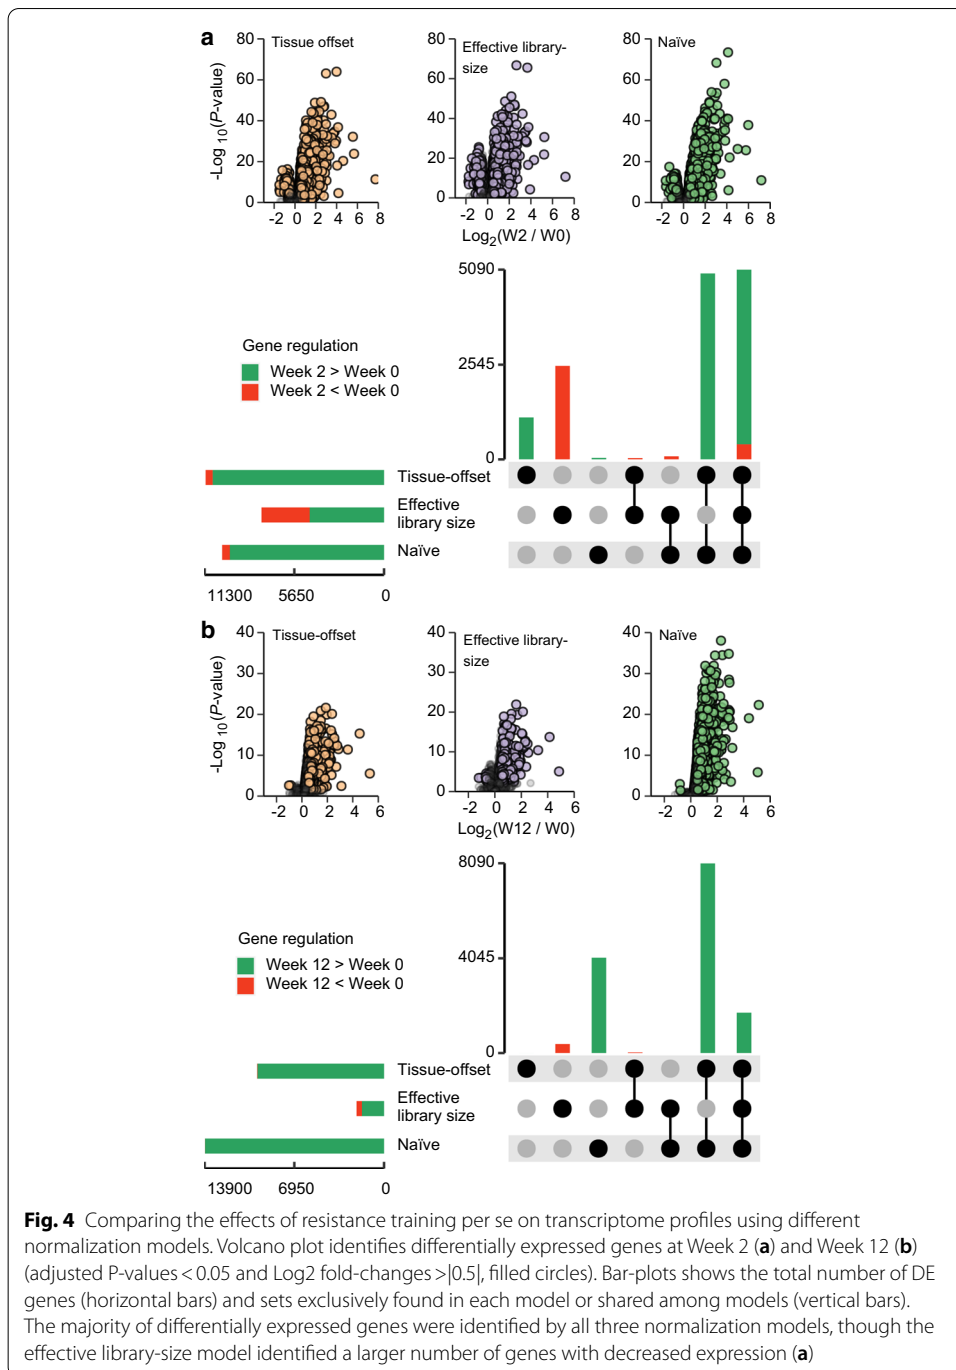 a
Tissue offset
80
60
40
20
0
-Log 10(P-value)
-2 0 2 4 6 8
Effective library-
size
80
60
40
20
0
-2 0 2 4 6 8
Log2(W2 / W0)
Naïve
80
60
40
20
0
-2 0 2 4 6 8
5090
2545
0
Gene regulation
Week 2 > Week 0
Week 2 < Week 0
Tissue-offset
Effective
library size
Naïve
11300 5650 0
b
Tissue-offset
40
30
20
10
0
-Log 10(P-value)
-2 0 2 4 6
Effective library-
size
40
30
20
10
0
-2 0 2 4 6
Log2(W12 / W0)
Naïve
40
30
20
10
0
-2 0 2 4 6
8090
4045
0
Gene regulation
Week 12 > Week 0
Week 12 < Week 0
Tissue-offset
Effective
library size
Naïve
13900 6950 0
Fig. 4 Comparing the effects of resistance training per se on transcriptome profiles using different
normalization models. Volcano plot identifies differentially expressed genes at Week 2 (a) and Week 12 (b)
(adjusted P-values < 0.05 and Log2 fold-changes >|0.5|, filled circles). Bar-plots shows the total number of DE
genes (horizontal bars) and sets exclusively found in each model or shared among models (vertical bars).
The majority of differentially expressed genes were identified by all three normalization models, though the
effective library-size model identified a larger number of genes with decreased expression (a)